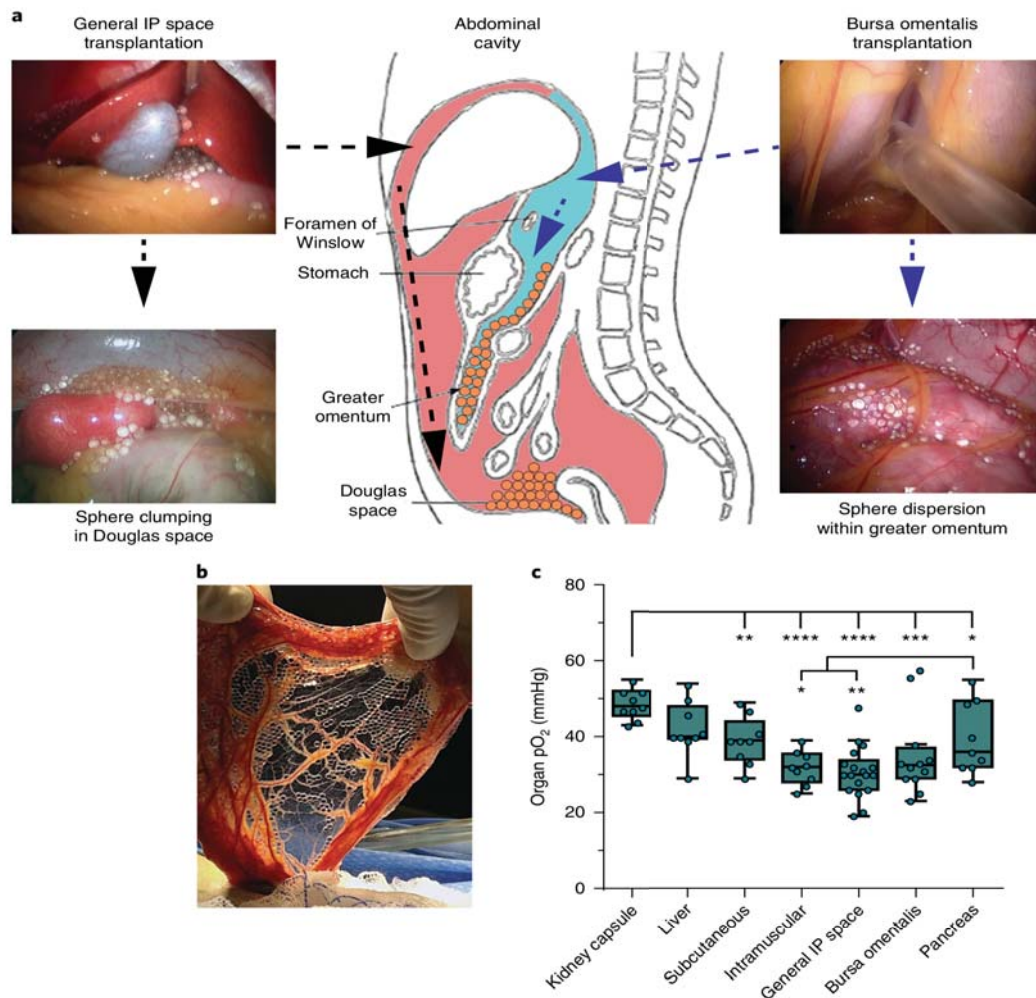 a
General IP space
transplantation
Abdominal
cavity
Bursa omentalis
transplantation
Foramen of
Winslow
Stomach
Greater
omentum
Douglas
space
Sphere clumping
in Douglas space
Sphere dispersion
within greater omentum
b
c
80
60
40
20
0
Organ pO₂ (mmHg)
** **** **** *** *
* **
Kidney capsule
Liver
Subcutaneous
Intramuscular
General IP space
Bursa omentalis
Pancreas